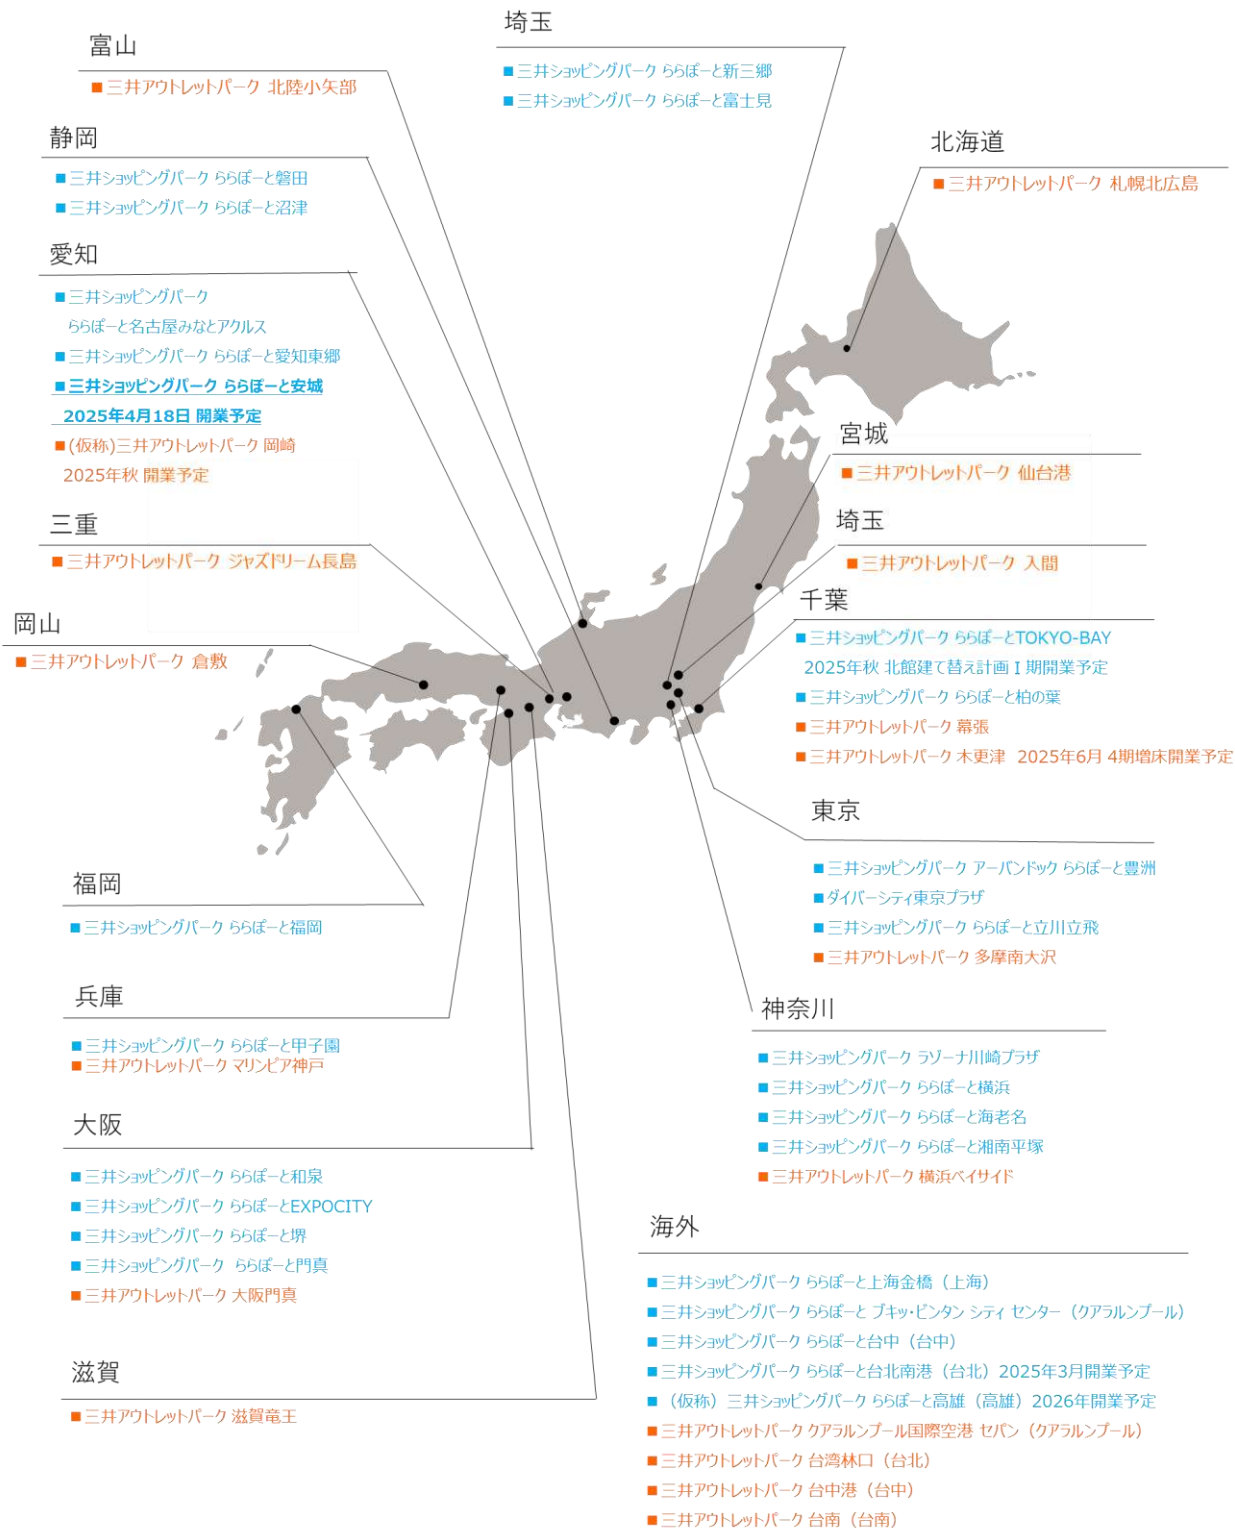 富山
■三井アウトレットパーク 北陸小矢部
静岡
■三井ショッピングパーク ららぽーと磐田
■三井ショッピングパーク ららぽーと沼津
愛知
■三井ショッピングパーク
ららぽーと名古屋みなとアクルス
■三井ショッピングパーク ららぽーと愛知東郷
■三井ショッピングパーク ららぽーと安城
2025年4月18日 開業予定
■(仮称)三井アウトレットパーク 岡崎
2025年秋 開業予定
三重
■三井アウトレットパーク ジャズドリーム長島
岡山
■三井アウトレットパーク 倉敷
福岡
■三井ショッピングパーク ららぽーと福岡
兵庫
■三井ショッピングパーク ららぽーと甲子園
■三井アウトレットパーク マリンピア神戸
大阪
■三井ショッピングパーク ららぽーと和泉
■三井ショッピングパーク ららぽーとEXPOCITY
■三井ショッピングパーク ららぽーと堺
■三井ショッピングパーク ららぽーと門真
■三井アウトレットパーク 大阪門真
滋賀
■三井アウトレットパーク 滋賀竜王
埼玉
■三井ショッピングパーク ららぽーと新三郷
■三井ショッピングパーク ららぽーと富士見
北海道
■三井アウトレットパーク 札幌北広島
宮城
■三井アウトレットパーク 仙台港
埼玉
■三井アウトレットパーク 入間
千葉
■三井ショッピングパーク ららぽーとTOKYO-BAY
2025年秋 北館建て替え計画Ⅰ期開業予定
■三井ショッピングパーク ららぽーと柏の葉
■三井アウトレットパーク 幕張
■三井アウトレットパーク 木更津 2025年6月 4期増床開業予定
東京
■三井ショッピングパーク アーバンドック ららぽーと豊洲
■ダイバーシティ東京プラザ
■三井ショッピングパーク ららぽーと立川立飛
■三井アウトレットパーク 多摩南大沢
神奈川
■三井ショッピングパーク ラゾーナ川崎プラザ
■三井ショッピングパーク ららぽーと横浜
■三井ショッピングパーク ららぽーと海老名
■三井ショッピングパーク ららぽーと湘南平塚
■三井アウトレットパーク 横浜ベイサイド
海外
■三井ショッピングパーク ららぽーと上海金橋（上海）
■三井ショッピングパーク ららぽーと ブキッ・ビンタン シティ センター（クアラルンプール）
■三井ショッピングパーク ららぽーと台中（台中）
■三井ショッピングパーク ららぽーと台北南港（台北）2025年3月開業予定
■（仮称）三井ショッピングパーク ららぽーと高雄（高雄）2026年開業予定
■三井アウトレットパーク クアラルンプール国際空港 セパン（クアラルンプール）
■三井アウトレットパーク 台湾林口（台北）
■三井アウトレットパーク 台中港（台中）
■三井アウトレットパーク 台南（台南）